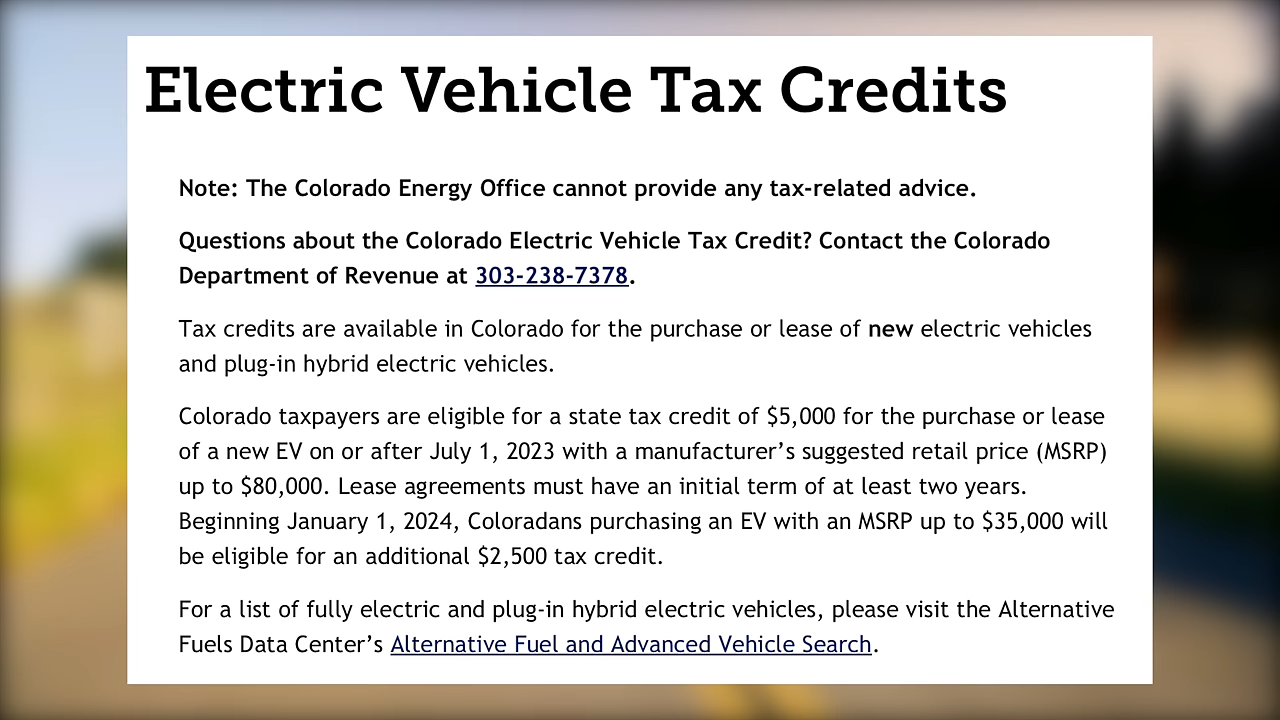 Electric Vehicle Tax Credits
Note: The Colorado Energy Office cannot provide any tax-related advice.
Questions about the Colorado Electric Vehicle Tax Credit? Contact the Colorado
Department of Revenue at 303-238-7378.
Tax credits are available in Colorado for the purchase or lease of new electric vehicles
and plug-in hybrid electric vehicles.
Colorado taxpayers are eligible for a state tax credit of $5,000 for the purchase or lease
of a new EV on or after July 1, 2023 with a manufacturer’s suggested retail price (MSRP)
up to $80,000. Lease agreements must have an initial term of at least two years.
Beginning January 1, 2024, Coloradans purchasing an EV with an MSRP up to $35,000 will
be eligible for an additional $2,500 tax credit.
For a list of fully electric and plug-in hybrid electric vehicles, please visit the Alternative
Fuels Data Center’s Alternative Fuel and Advanced Vehicle Search.